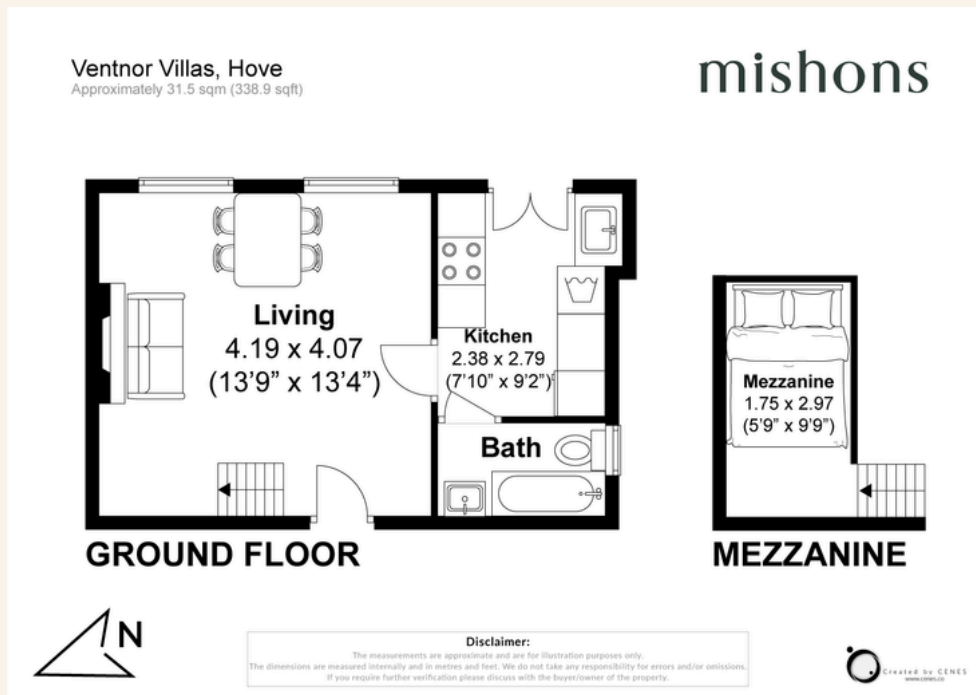 Ventnor Villas, Hove
Approximately 31.5 sqm (338.9 sqft)
mishons
Living
4.19 x 4.07
(13'9" x 13'4")
Kitchen
2.38 x 2.79
(7'10" x 9'2")
Bath
Mezzanine
1.75 x 2.97
(5'9" x 9'9")
GROUND FLOOR
MEZZANINE
N
Disclaimer:
The measurements are approximate and are for illustration purposes only.
The dimensions are measured internally and in metres and feet. We do not take any responsibility for errors and/or omissions.
If you require further verification please discuss with the buyer/owner of the property.
Created by CENES
www.cenes.co